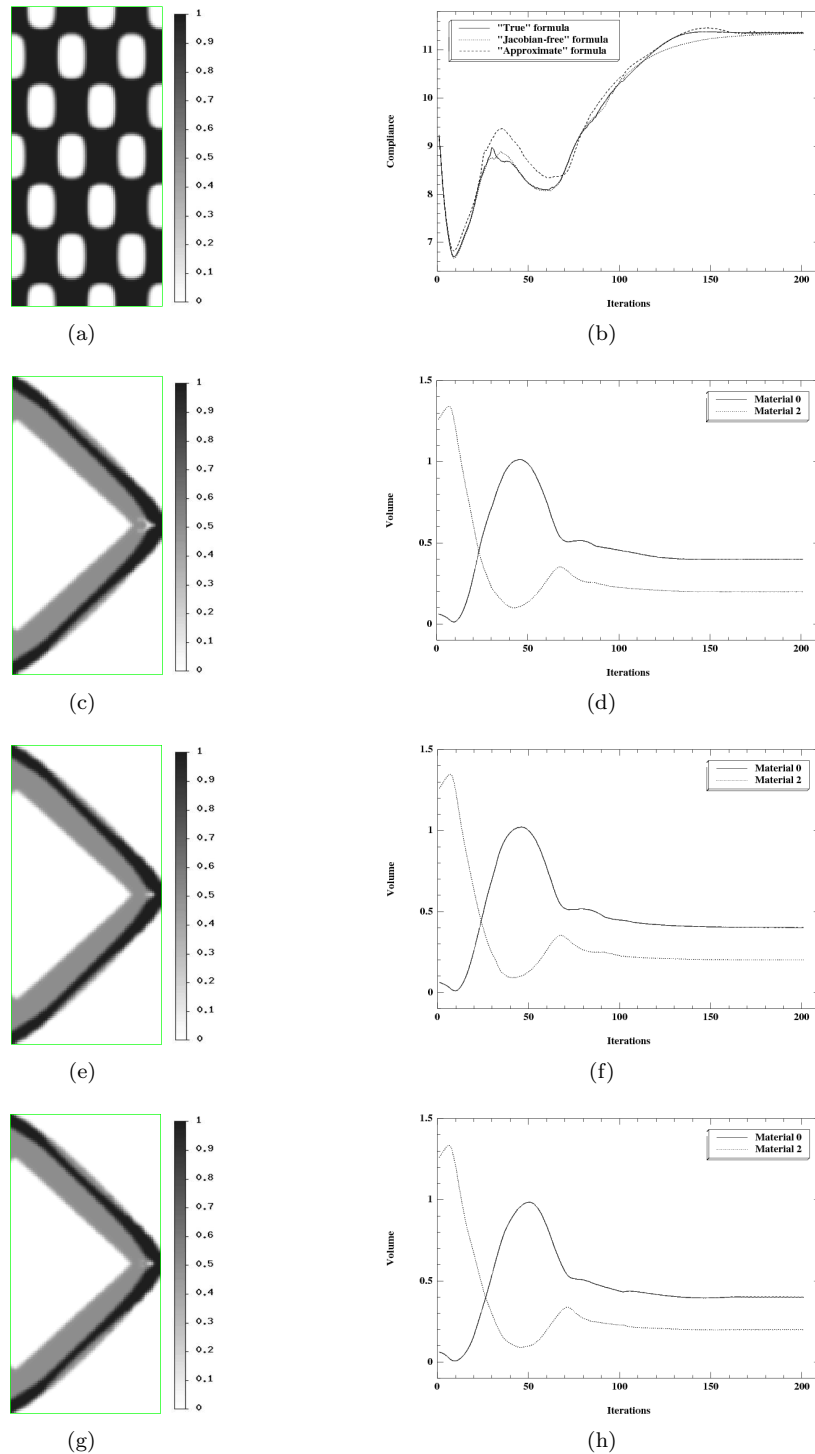 1
0.9
0.8
0.7
0.6
0.5
0.4
0.3
0.2
0.1
0
(a)
"True" formula
"Jacobian-free" formula
"Approximate" formula
11
10
9
8
7
Compliance
0 50 100 150 200
Iterations
(b)
1
0.9
0.8
0.7
0.6
0.5
0.4
0.3
0.2
0.1
0
(c)
Material 0
Material 2
1.5
1
0.5
0
Volume
0 50 100 150 200
Iterations
(d)
1
0.9
0.8
0.7
0.6
0.5
0.4
0.3
0.2
0.1
0
(e)
Material 0
Material 2
1.5
1
0.5
0
Volume
0 50 100 150 200
Iterations
(f)
1
0.9
0.8
0.7
0.6
0.5
0.4
0.3
0.2
0.1
0
(g)
Material 0
Material 2
1.5
1
0.5
0
Volume
0 50 100 150 200
Iterations
(h)